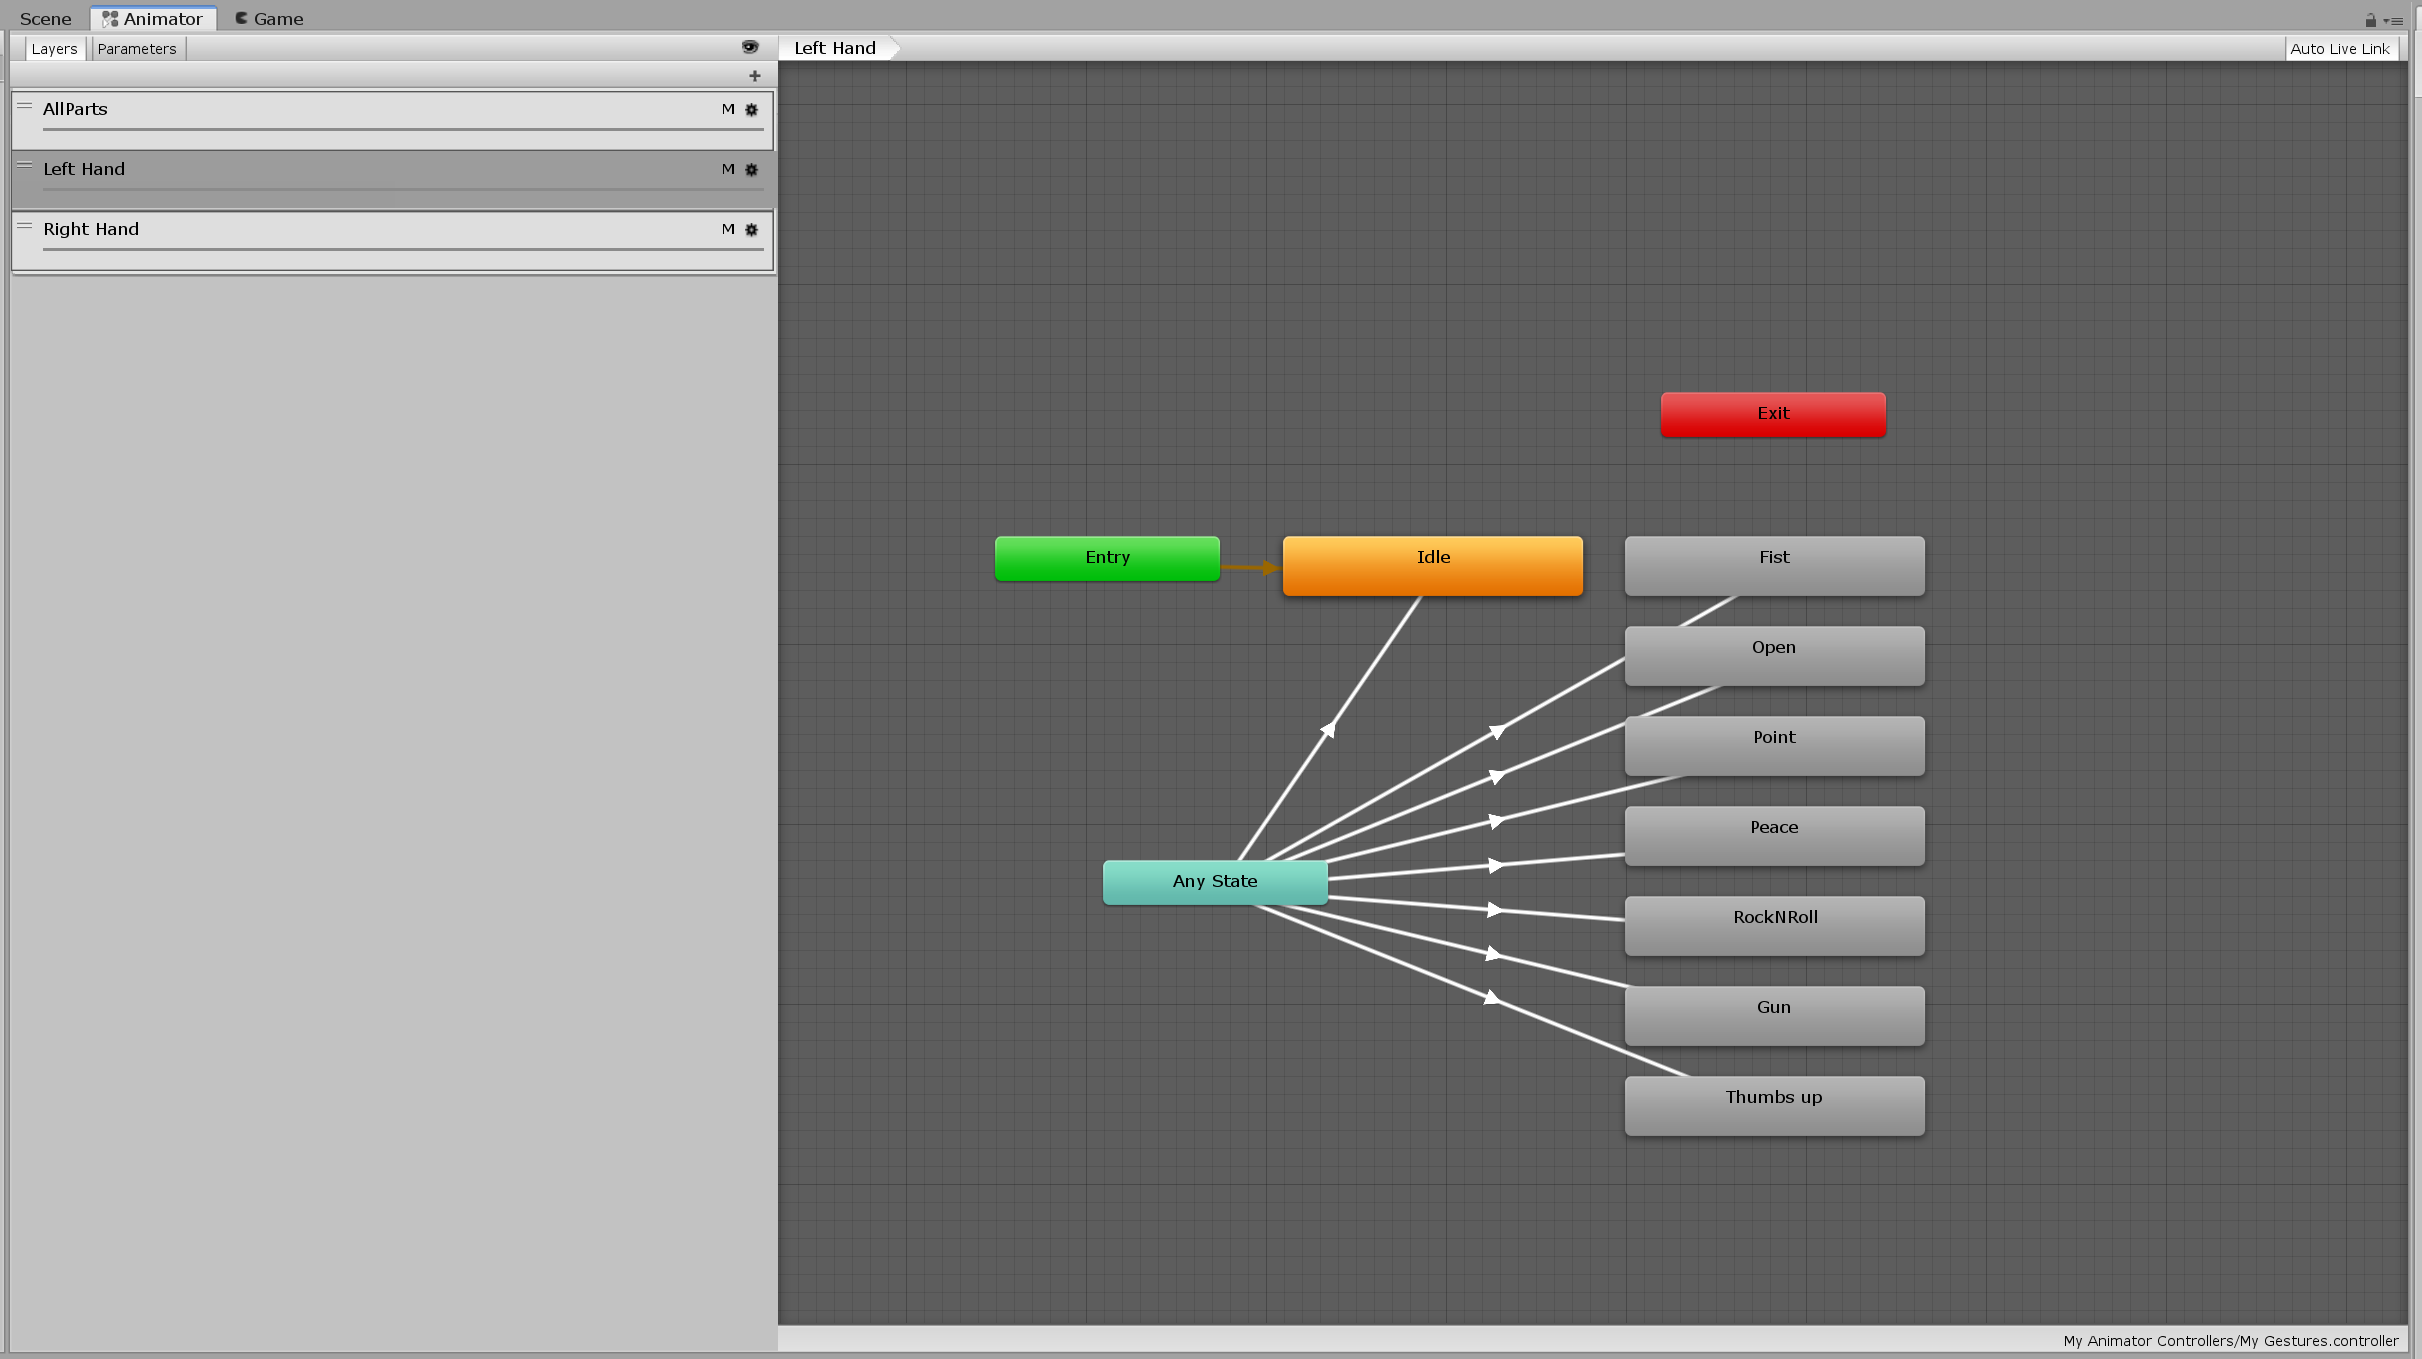 Scene Animator Game
Layers Parameters
Left Hand
Auto Live Link
AllParts M
Left Hand M
Right Hand M
Exit
Entry
Idle
Fist
Open
Point
Peace
Any State
RockNRoll
Gun
Thumbs up
My Animator Controllers/My Gestures.controller